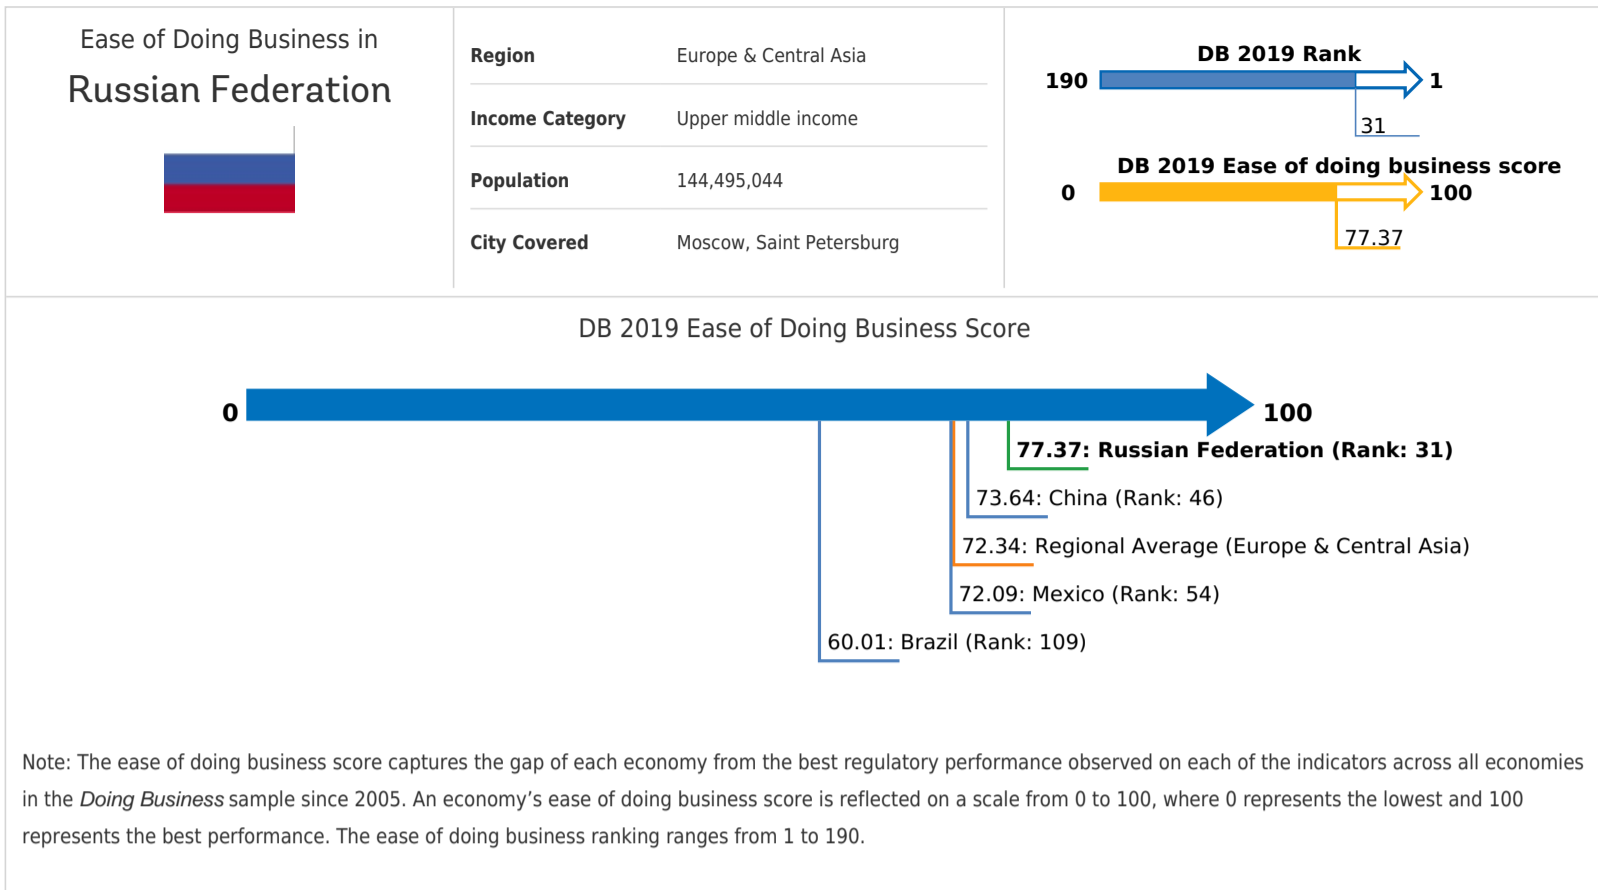 Ease of Doing Business in
Russian Federation
Region Europe & Central Asia
Income Category Upper middle income
Population 144,495,044
City Covered Moscow, Saint Petersburg
DB 2019 Rank
190 1
31
DB 2019 Ease of doing business score
0 100
77.37
DB 2019 Ease of Doing Business Score
0 100
77.37: Russian Federation (Rank: 31)
73.64: China (Rank: 46)
72.34: Regional Average (Europe & Central Asia)
72.09: Mexico (Rank: 54)
60.01: Brazil (Rank: 109)
Note: The ease of doing business score captures the gap of each economy from the best regulatory performance observed on each of the indicators across all economies
in the Doing Business sample since 2005. An economy’s ease of doing business score is reflected on a scale from 0 to 100, where 0 represents the lowest and 100
represents the best performance. The ease of doing business ranking ranges from 1 to 190.